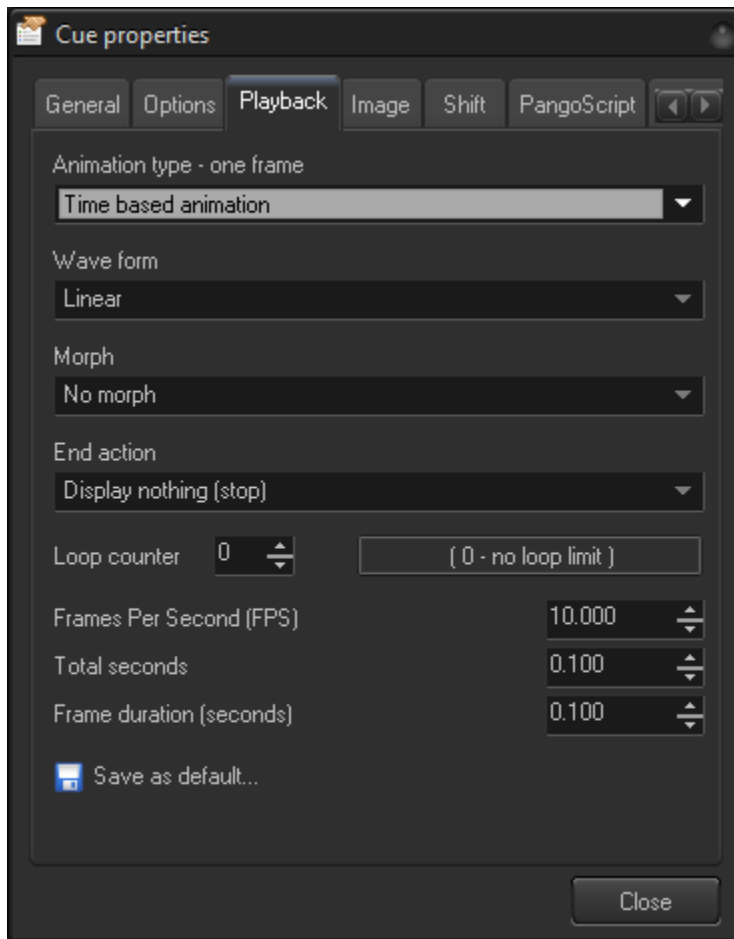 Cue properties
General Options Playback Image Shift PangoScript
Animation type - one frame
Time based animation
Wave form
Linear
Morph
No morph
End action
Display nothing (stop)
Loop counter 0 ( 0 - no loop limit )
Frames Per Second (FPS) 10.000
Total seconds 0.100
Frame duration (seconds) 0.100
Save as default...
Close